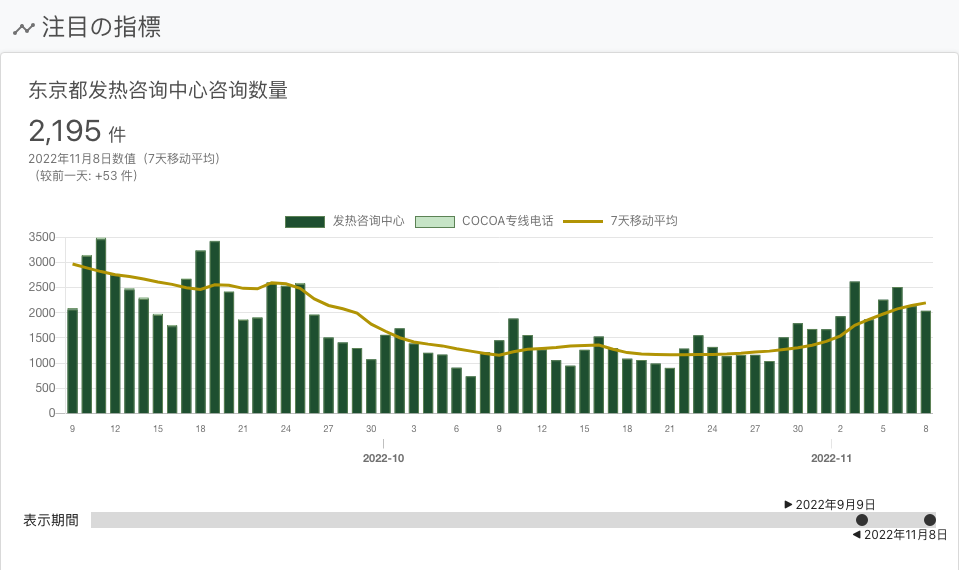 注目の指標
东京都发热咨询中心咨询数量
2,195 件
2022年11月8日数值（7天移动平均）
（较前一天: +53 件）
发热咨询中心 COCOA专线电话 7天移动平均
3500
3000
2500
2000
1500
1000
500
0
9 12 15 18 21 24 27 30 3 6 9 12 15 18 21 24 27 30 2 5 8
2022-10 2022-11
▶ 2022年9月9日
表示期間
◀ 2022年11月8日